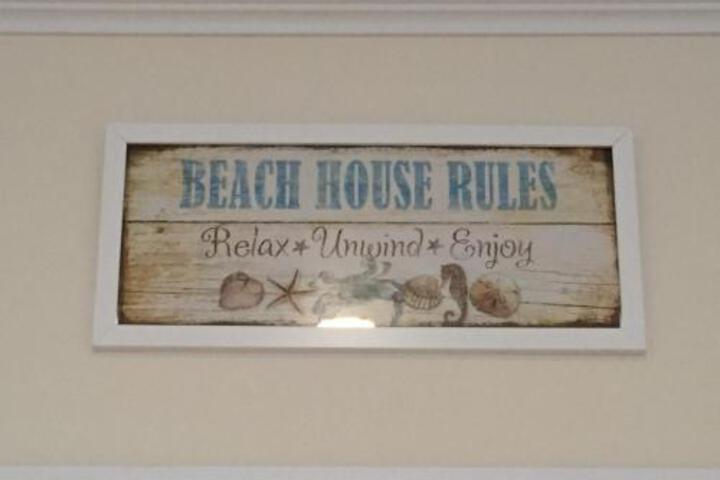 BEACH HOUSE RULES
Relax * Unwind * Enjoy